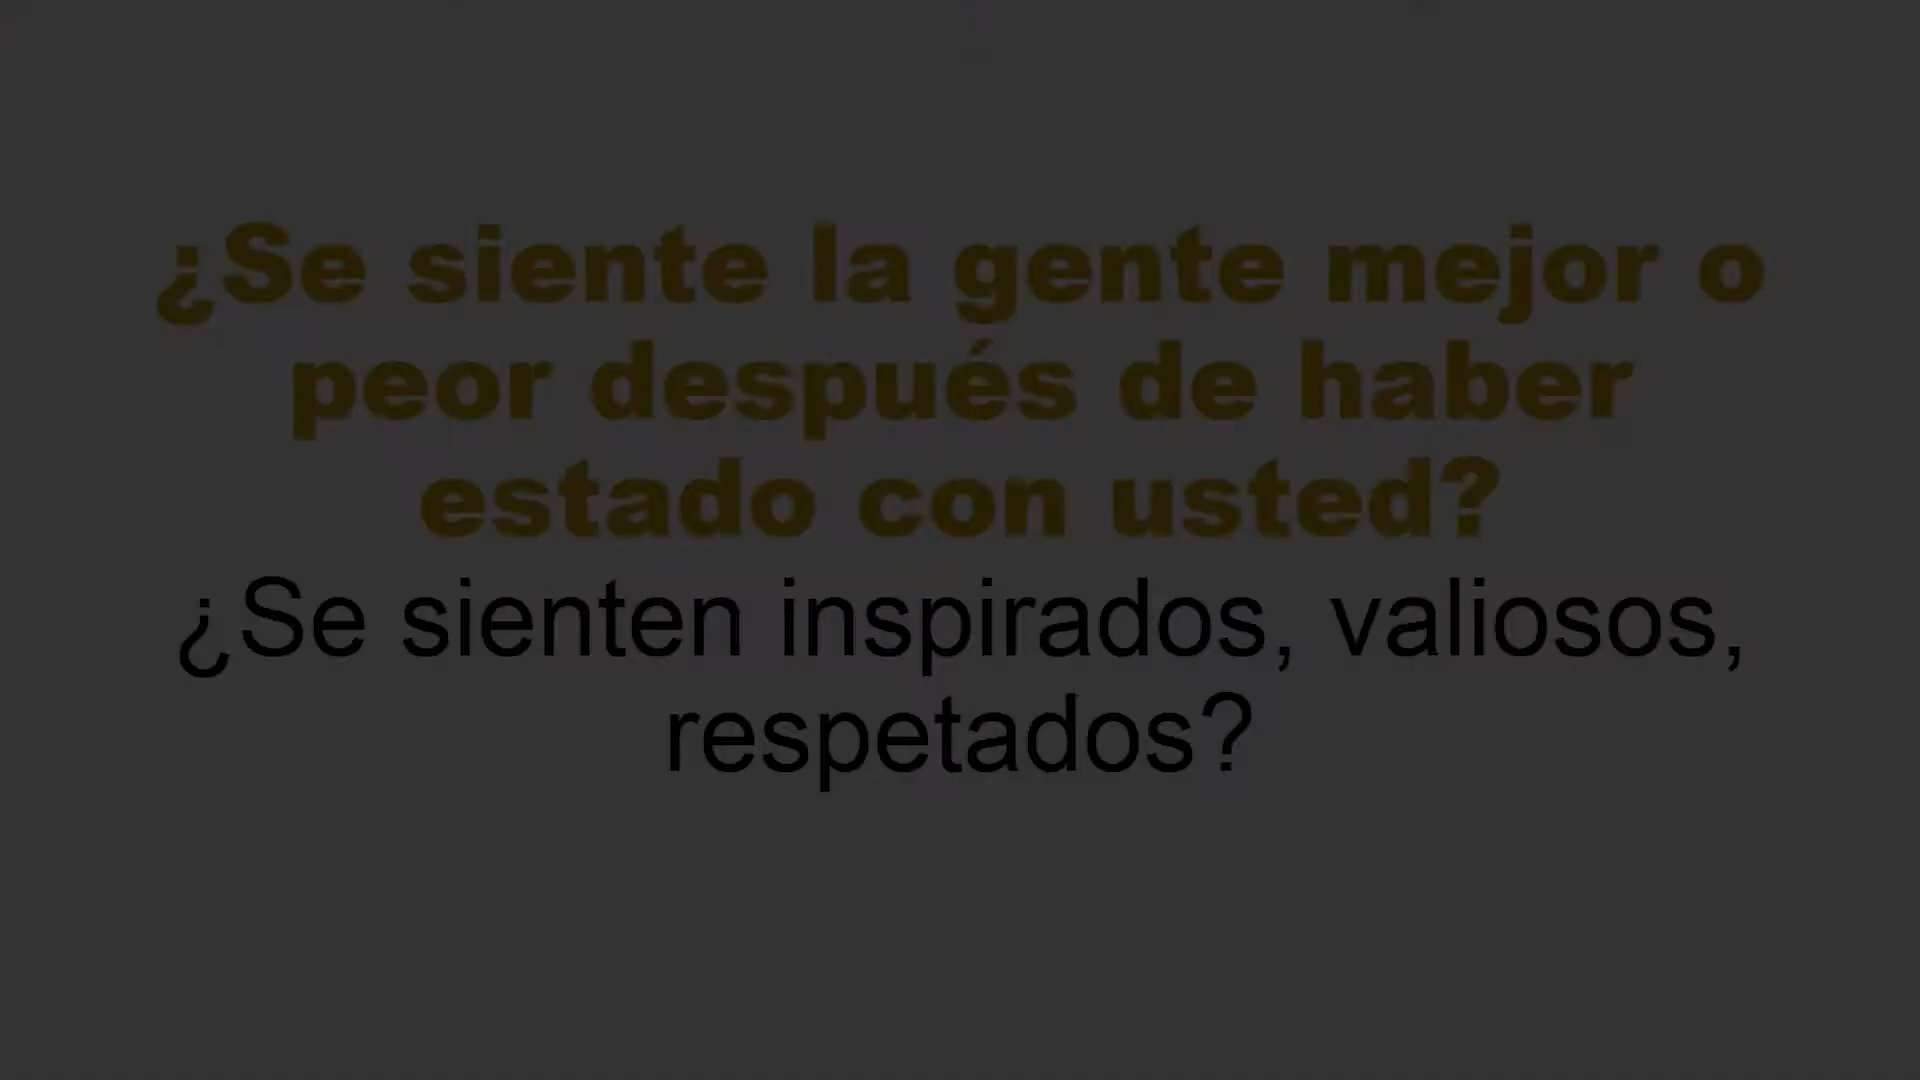 ¿Se siente la gente mejor o
peor después de haber
estado con usted?
¿Se sienten inspirados, valiosos,
respetados?